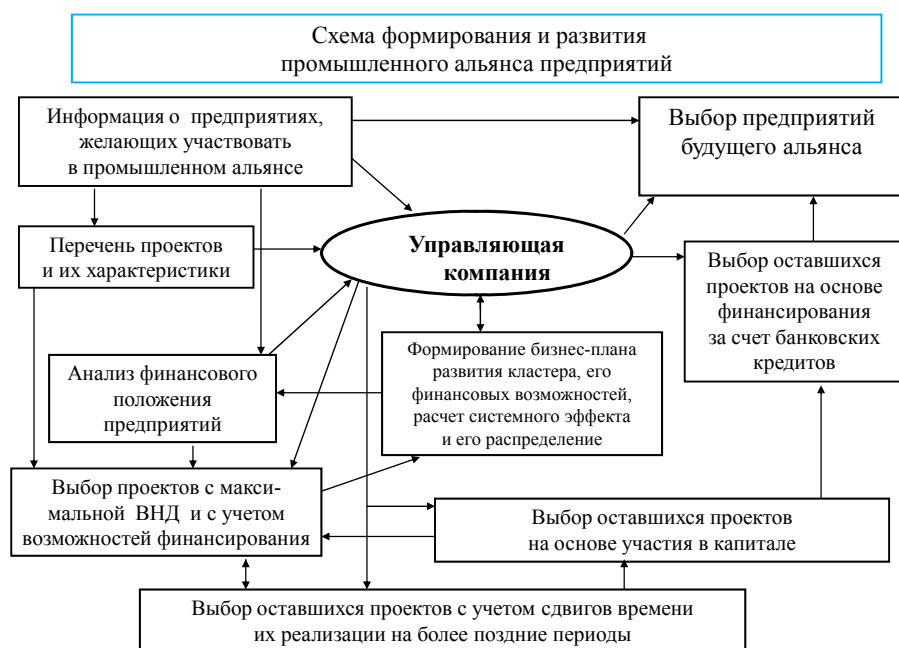 Схема формирования и развития
промышленного альянса предприятий
Информация о предприятиях,
желающих участвовать
в промышленном альянсе
Выбор предприятий
будущего альянса
Перечень проектов
и их характеристики
Управляющая
компания
Выбор оставшихся
проектов на основе
финансирования
за счет банковских
кредитов
Анализ финансового
положения
предприятий
Формирование бизнес-плана
развития кластера, его
финансовых возможностей,
расчет системного эффекта
и его распределение
Выбор проектов с макси-
мальной ВНД и с учетом
возможностей финансирования
Выбор оставшихся проектов
на основе участия в капитале
Выбор оставшихся проектов с учетом сдвигов времени
их реализации на более поздние периоды